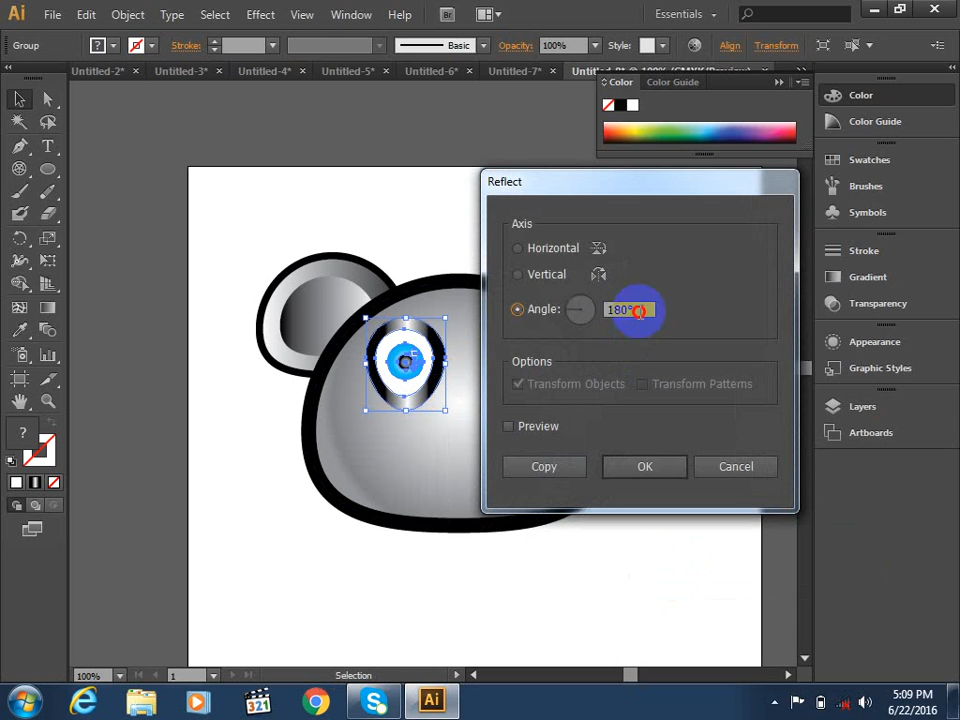 Ai File Edit Object Type Select Effect View Window Help Br Essentials
Group ? Stroke: Basic Opacity: 100% Style: Align Transform
Untitled-2* × Untitled-3* × Untitled-4* × Untitled-5* × Untitled-6* × Untitled-7* ×
Color Color Guide
Color
Color Guide
Swatches
Brushes
Symbols
Stroke
Gradient
Transparency
Appearance
Graphic Styles
Layers
Artboards
Reflect
Axis
Horizontal
Vertical
Angle: 180°
Options
Transform Objects Transform Patterns
Preview
Copy OK Cancel
?
100% 1 Selection
321 Ai 5:09 PM
6/22/2016